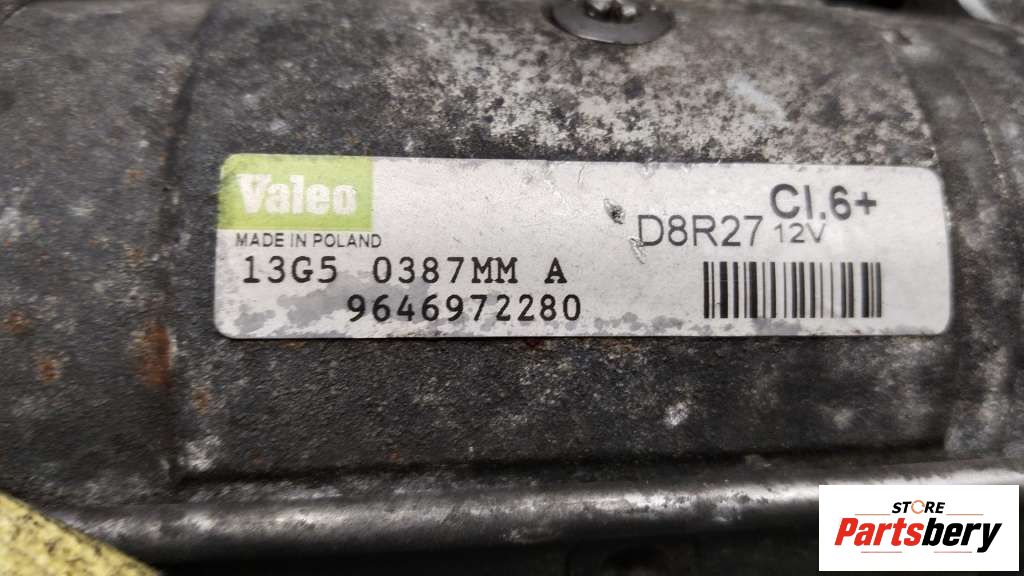 Valeo
MADE IN POLAND
13G5 0387MM A
9646972280
CI.6+
D8R27 12V
STORE
Partsbery